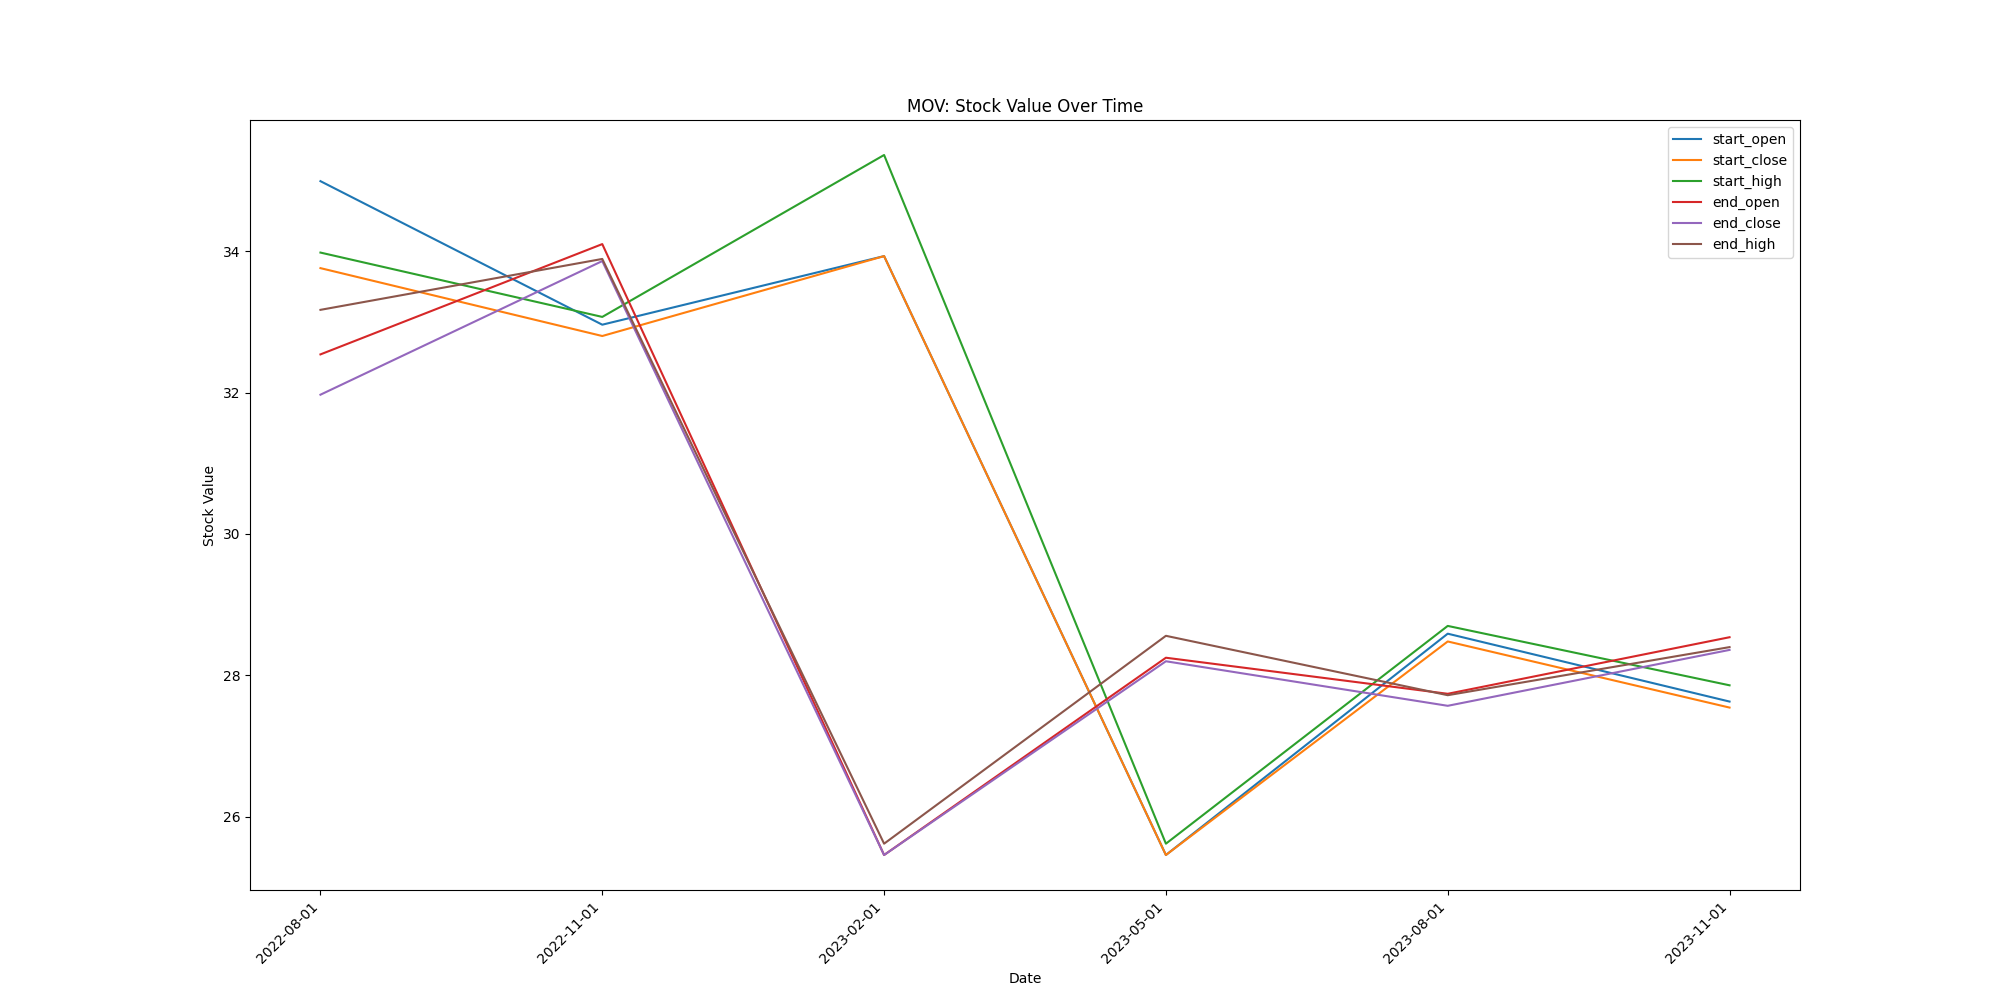 MOV: Stock Value Over Time
start_open
start_close
start_high
end_open
end_close
end_high
Stock Value
34
32
30
28
26
2022-08-01
2022-11-01
2023-02-01
2023-05-01
2023-08-01
2023-11-01
Date